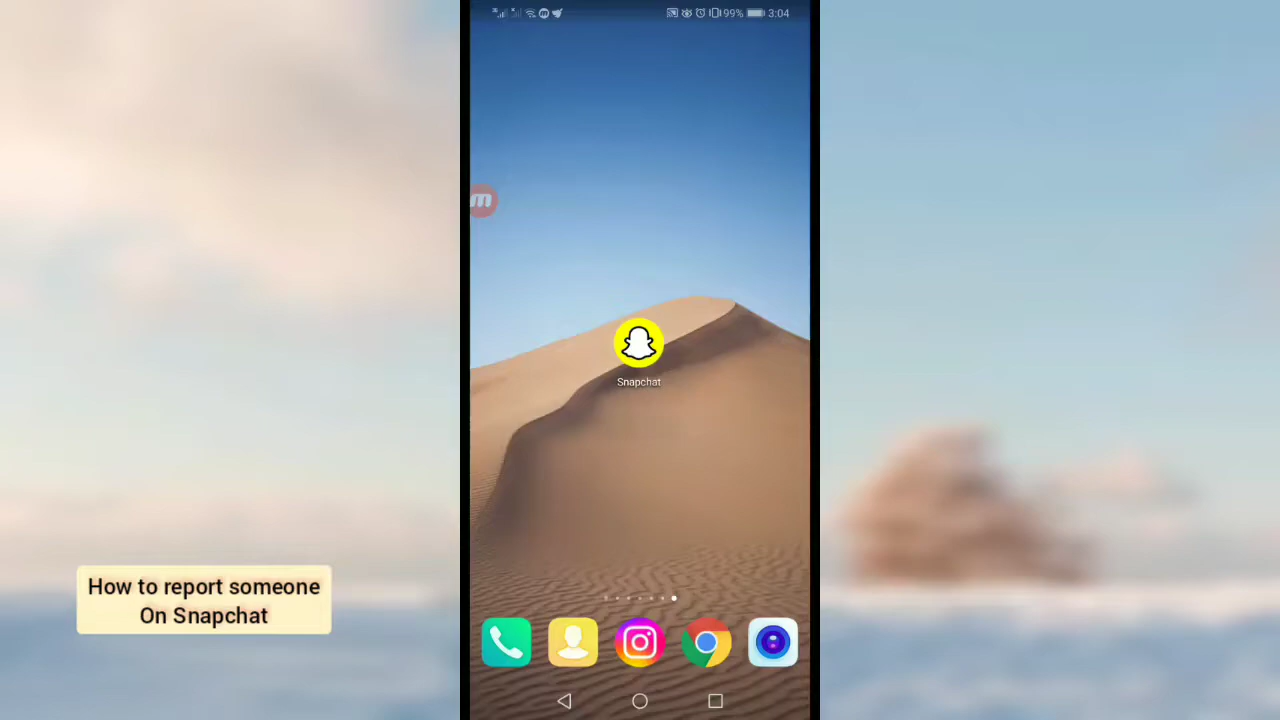 99% 3:04
m
Snapchat
How to report someone
On Snapchat